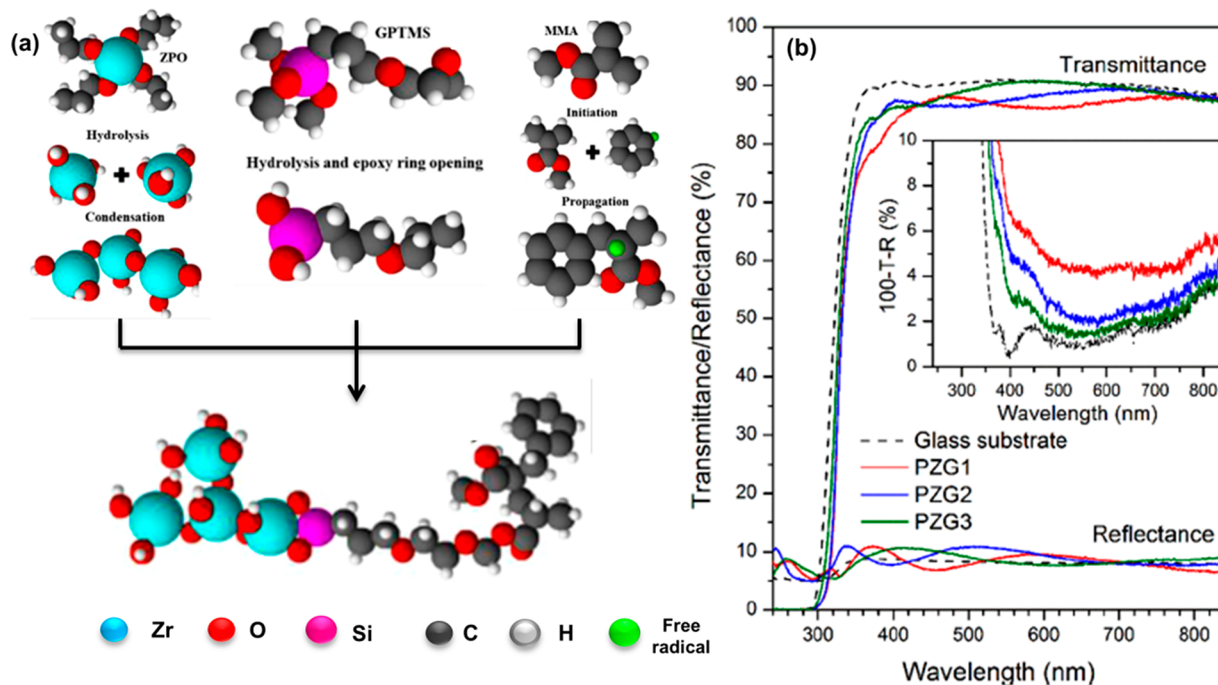 (a)
ZPO
GPTMS
MMA
Hydrolysis
Initiation
Hydrolysis and epoxy ring opening
Condensation
Propagation
Zr
O
Si
C
H
Free
radical
(b)
Transmittance/Reflectance (%)
100
90
80
70
60
50
40
30
20
10
0
Transmittance
100-T-R (%)
10
8
6
4
2
0
300 400 500 600 700 800
Wavelength (nm)
Glass substrate
PZG1
PZG2
PZG3
Reflectance
300 400 500 600 700 800
Wavelength (nm)